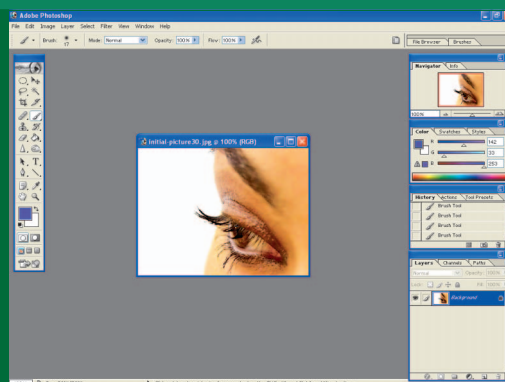 Adobe Photoshop
File Edit Image Layer Select Filter View Window Help
Brush: 17 Mode: Normal Opacity: 100% Flow: 100%
File Browser Brushes
Navigator Info
100%
Initial picture30.jpg @ 100% (RGB)
Color Swatches Styles
R 142
G 33
B 253
History Actions Tool Presets
Brush Tool
Brush Tool
Brush Tool
Brush Tool
Layers Channels Paths
Normal Opacity: 100%
Lock: Fill: 100%
Background